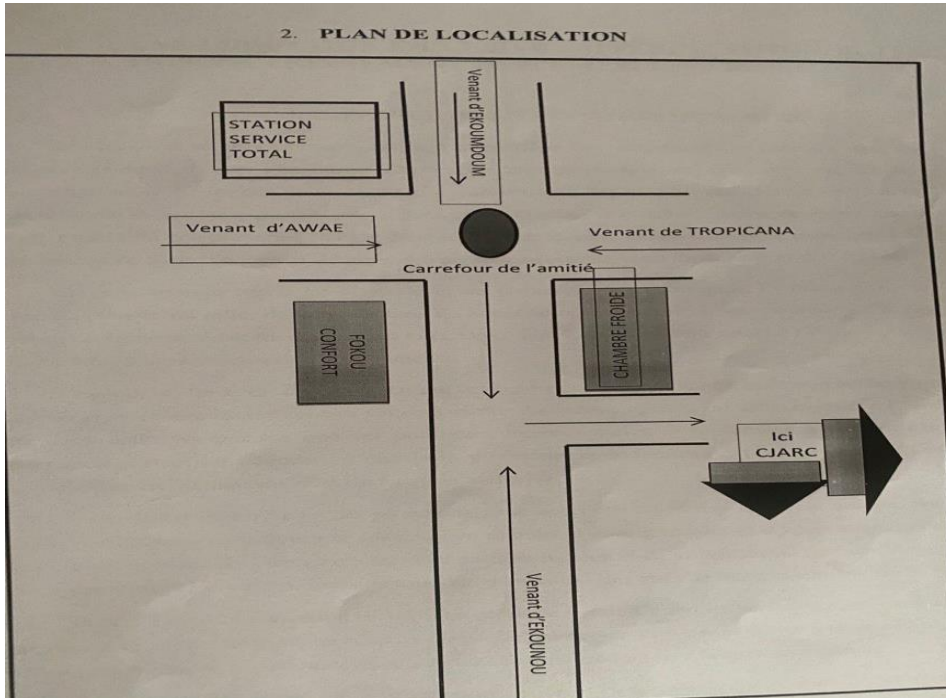 2. PLAN DE LOCALISATION
Venant d'EKOUMDOUM
STATION
SERVICE
TOTAL
Venant d'AWAE
Venant de TROPICANA
Carrefour de l'amitié
FOKOU
CONFORT
CHAMBRE FROIDE
Ici
CJARC
Venant d'EKOUNOU